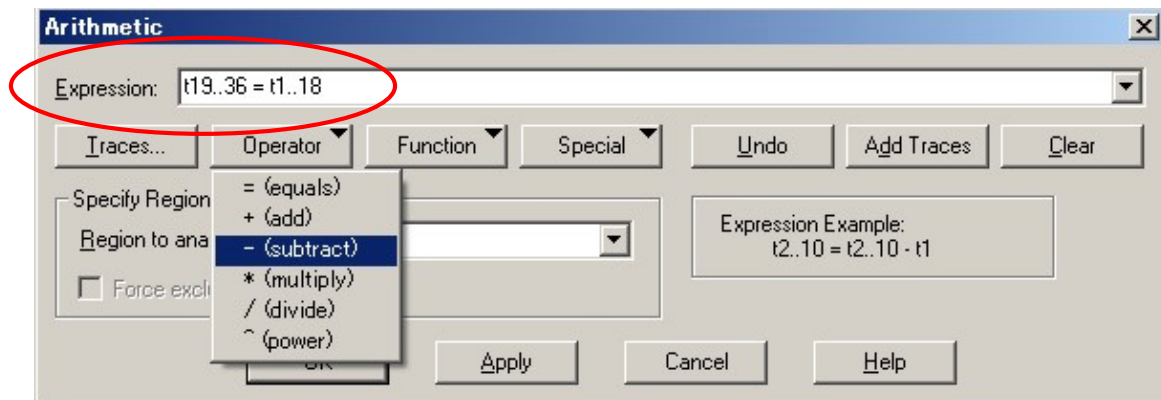 Arithmetic
Expression: t19..36 = t1..18
Traces... Operator Function Special Undo Add Traces Clear
= (equals)
+ (add)
- (subtract)
* (multiply)
/ (divide)
^ (power)
Specify Region
Region to ana
Force exclu
Expression Example:
t2..10 = t2..10 - t1
OK Apply Cancel Help